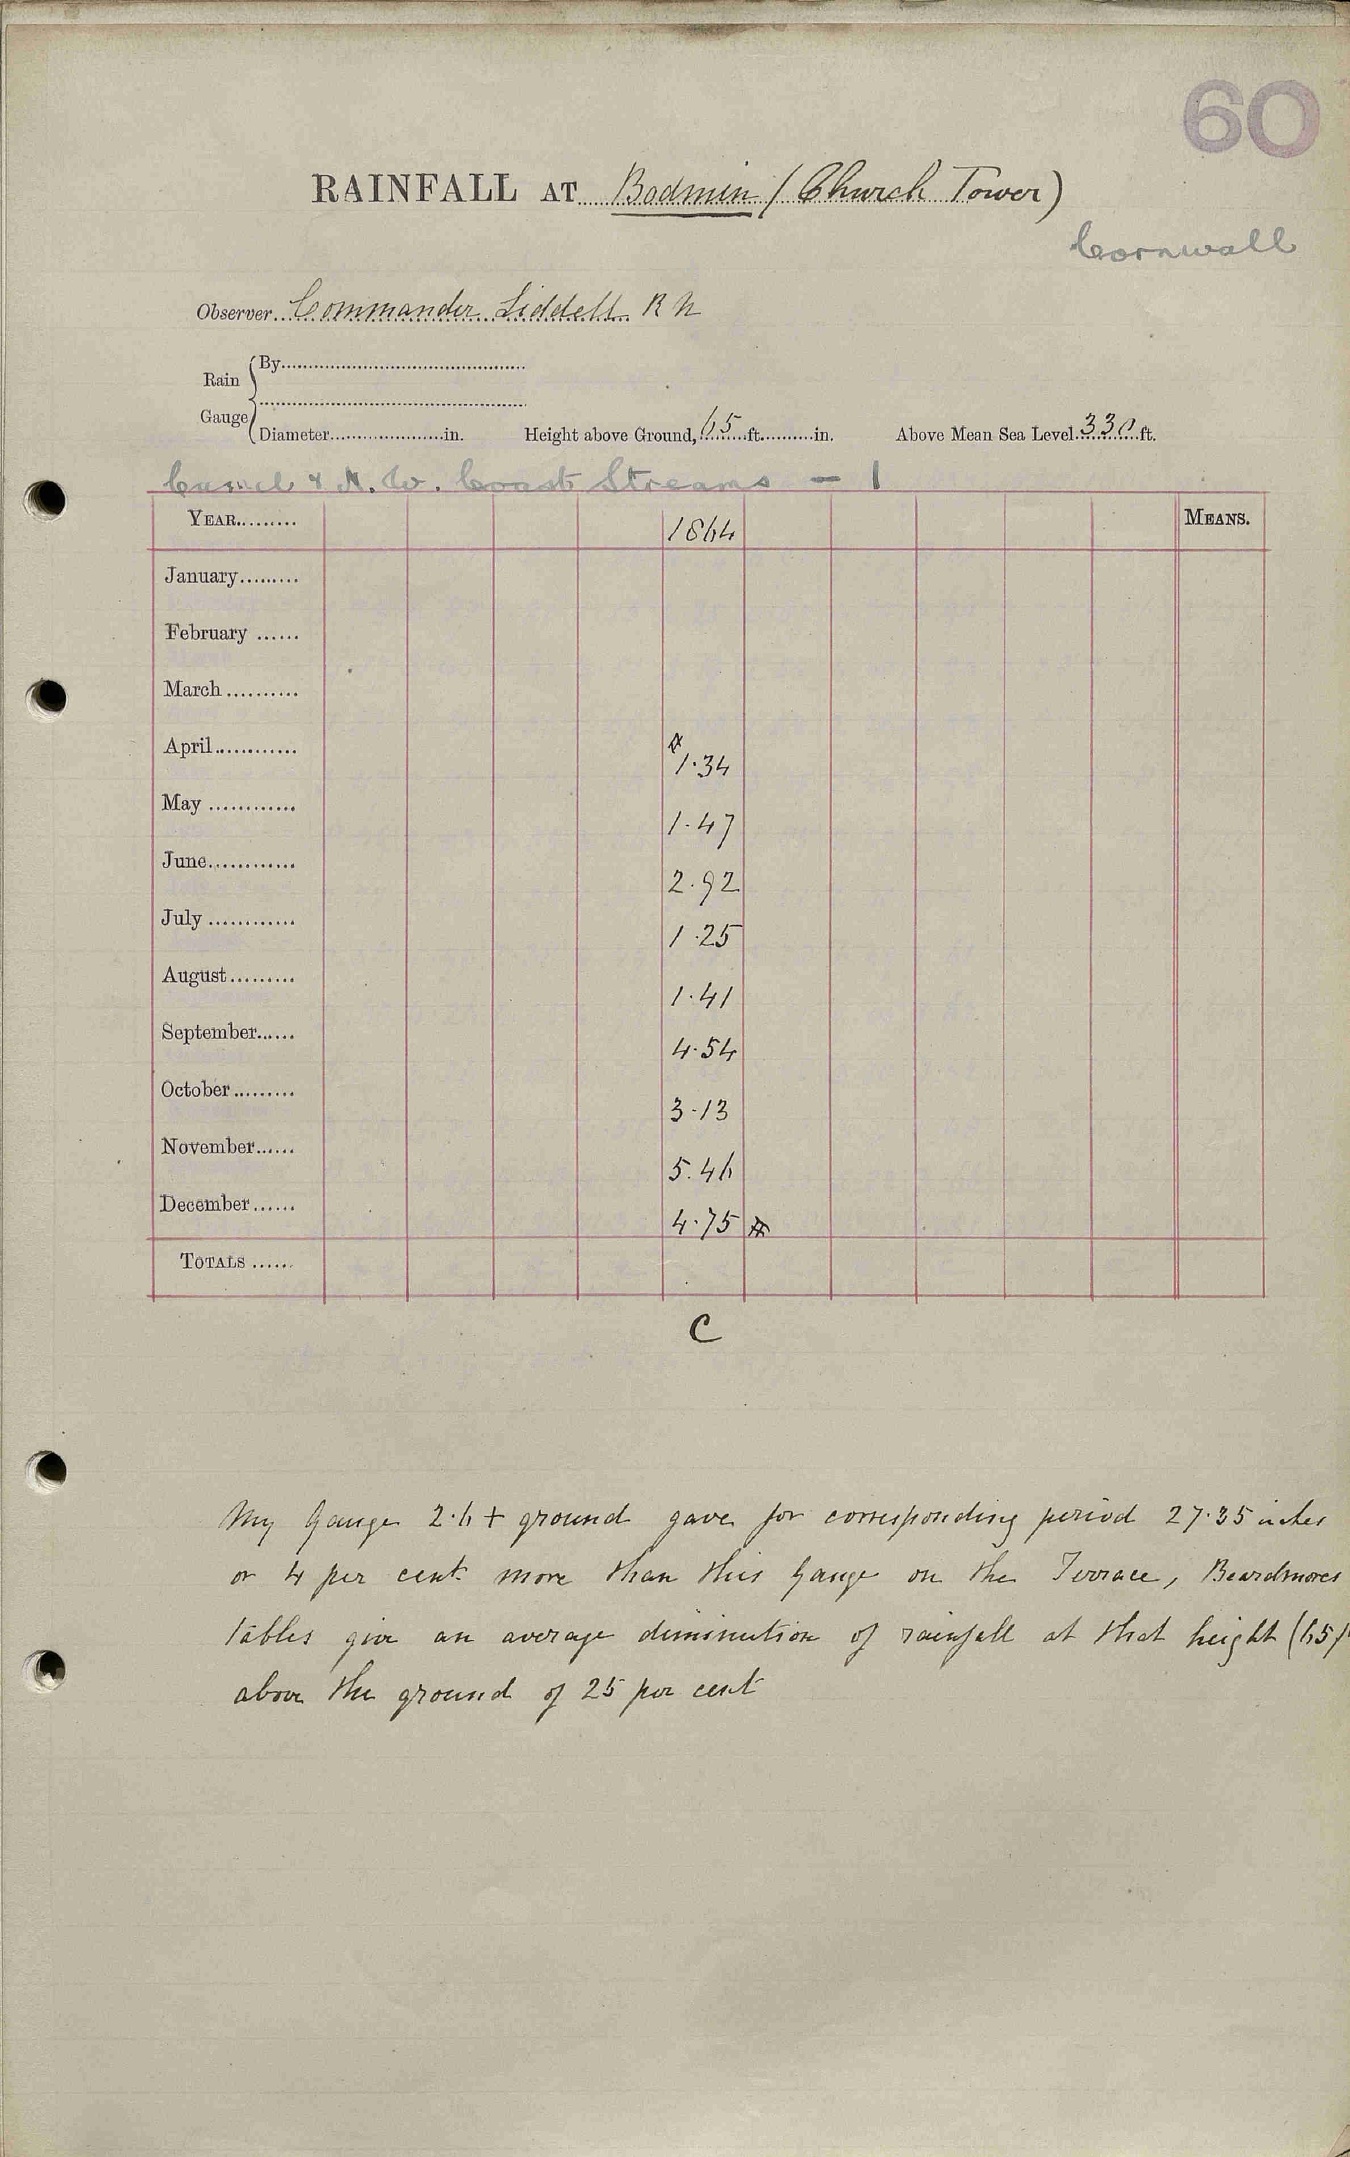 60
RAINFALL AT Bodmin (Church Tower)
Cornwall
Observer Commander Liddell RN
Rain Gauge
By
Diameter in. Height above Ground, 65 ft. in. Above Mean Sea Level 330 ft.
Camel & N.W. Coast Streams - 1
YEAR 1864 MEANS.
January
February
March
April 1.34
May 1.47
June 2.92
July 1.25
August 1.41
September 4.54
October 3.13
November 5.46
December 4.75
TOTALS
C
My Gauge 2.6 + ground gave for corresponding period 27.35 inches
or 4 per cent more than this Gauge on the Terrace, Beardmores
tables give an average diminution of rainfall at that height (65 f
above the ground of 25 per cent